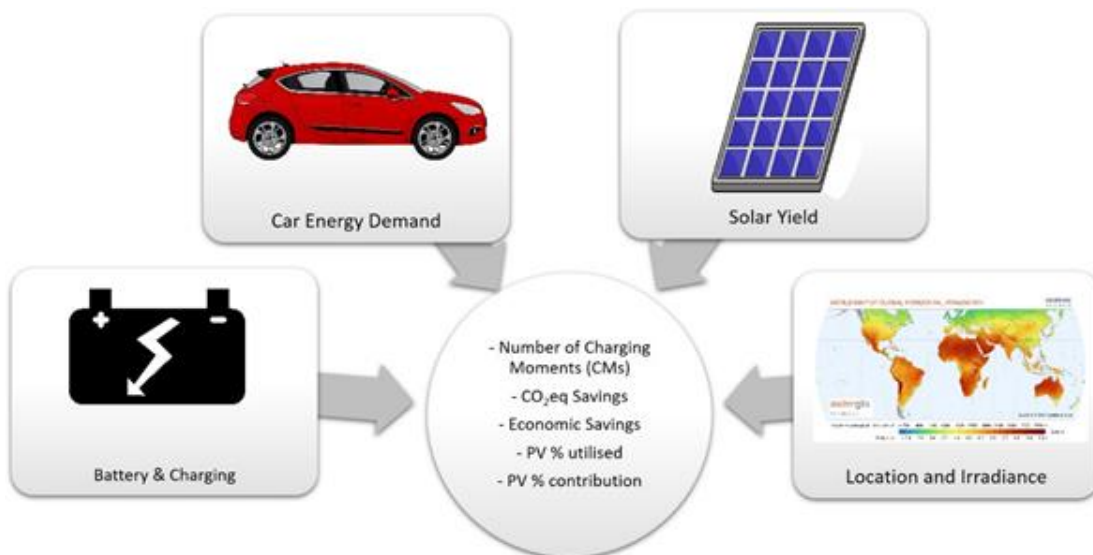 Car Energy Demand
Solar Yield
+ -
- Number of Charging
Moments (CMs)
- CO₂eq Savings
- Economic Savings
- PV % utilised
- PV % contribution
Battery & Charging
Location and Irradiance